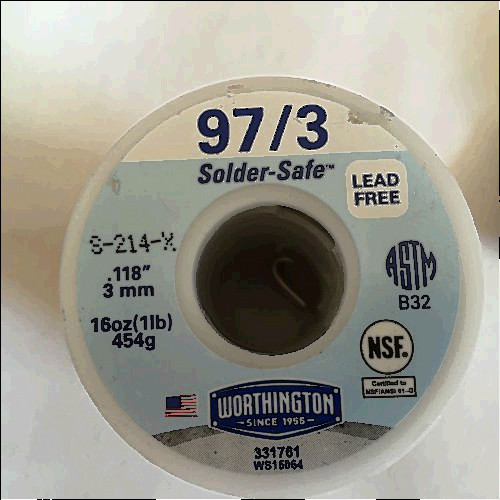 97/3
Solder-Safe™
LEAD
FREE
S-214-X
.118"
3 mm
16oz(1lb)
454g
ASTM
B32
NSF.
Certified to
NSF/ANSI 61-G
WORTHINGTON
SINCE 1955
331761
WS15064